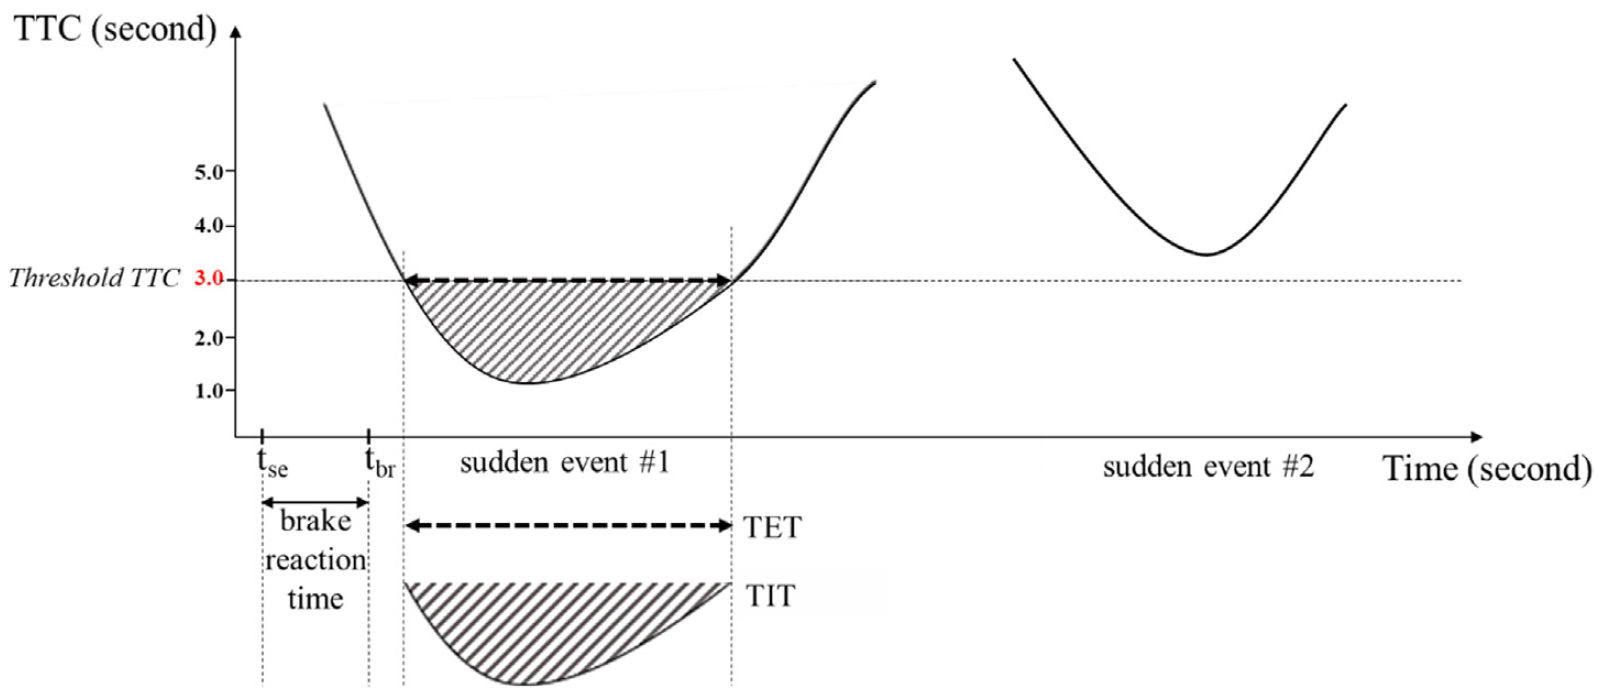 TTC (second)
5.0
4.0
Threshold TTC 3.0
2.0
1.0
tse
tbr
sudden event #1
sudden event #2
Time (second)
brake
reaction
time
TET
TIT